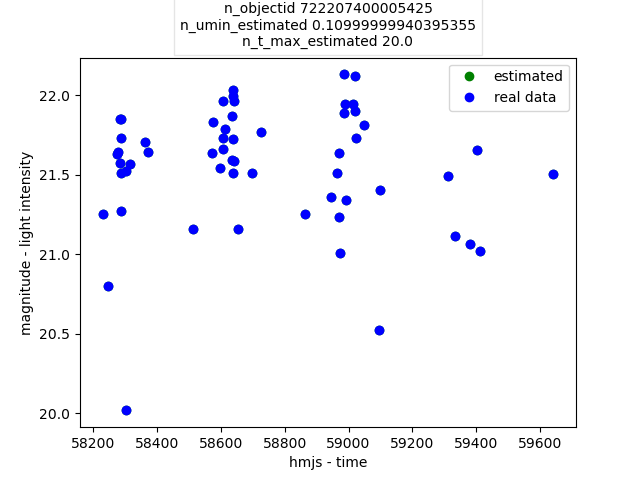 n_objectid 722207400005425
n_umin_estimated 0.10999999940395355
n_t_max_estimated 20.0
estimated
real data
magnitude - light intensity
22.0
21.5
21.0
20.5
20.0
58200 58400 58600 58800 59000 59200 59400 59600
hmjs - time